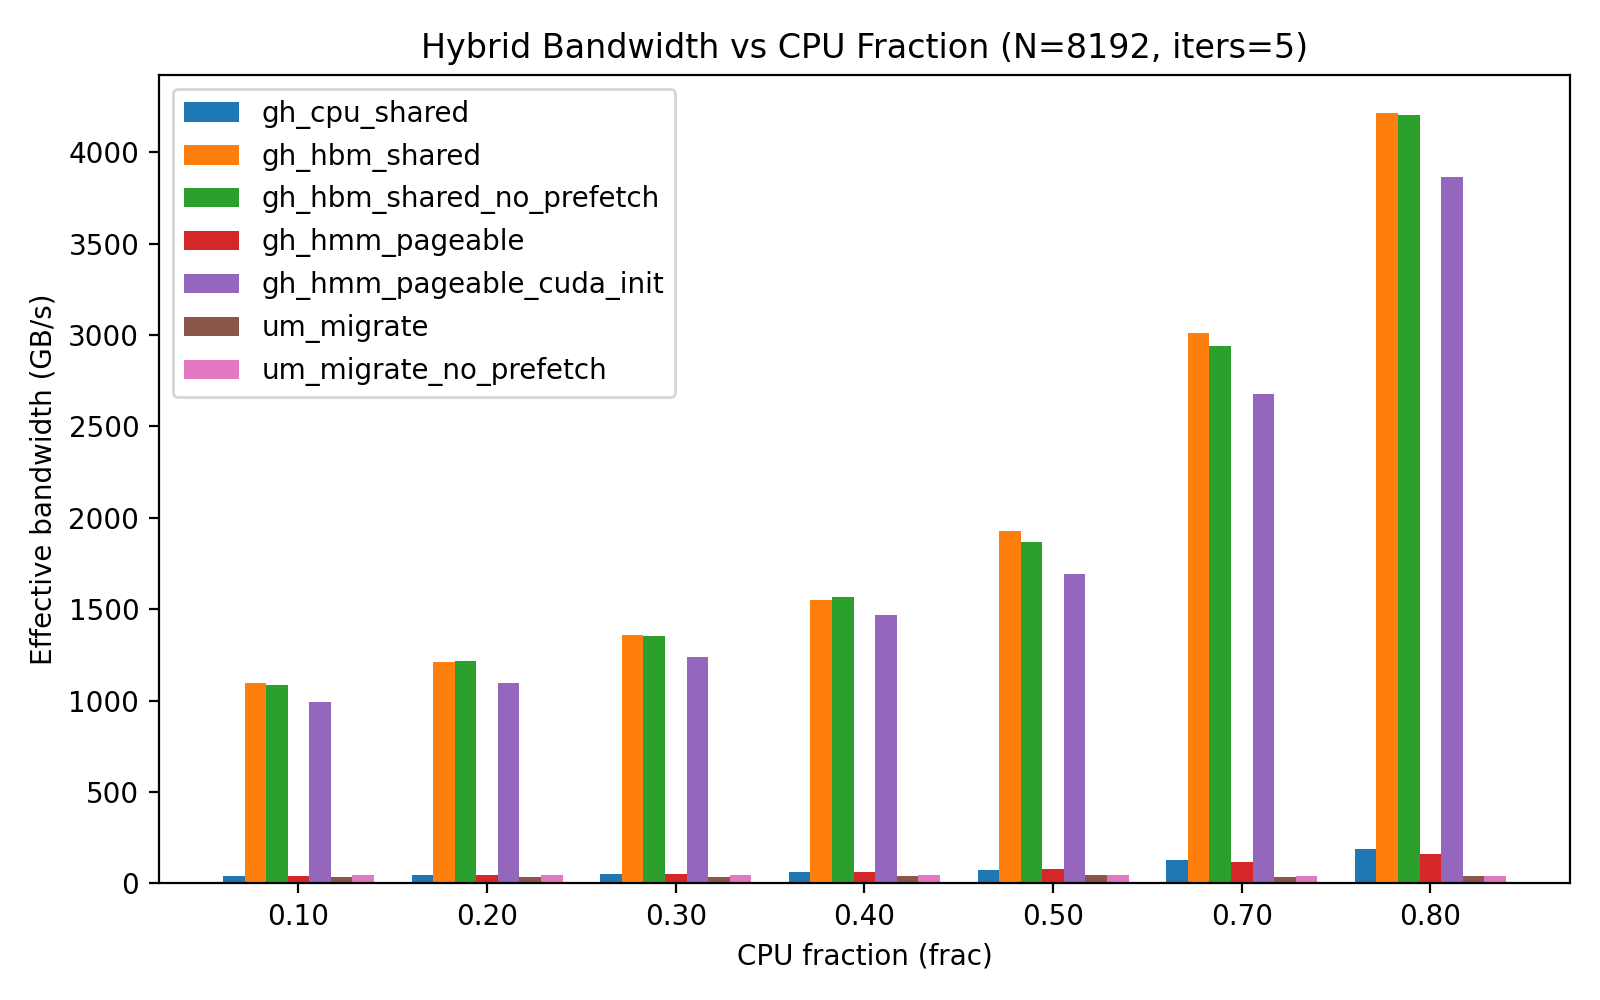 Hybrid Bandwidth vs CPU Fraction (N=8192, iters=5)
gh_cpu_shared
gh_hbm_shared
gh_hbm_shared_no_prefetch
gh_hmm_pageable
gh_hmm_pageable_cuda_init
um_migrate
um_migrate_no_prefetch
Effective bandwidth (GB/s)
4000
3500
3000
2500
2000
1500
1000
500
0
0.10 0.20 0.30 0.40 0.50 0.70 0.80
CPU fraction (frac)